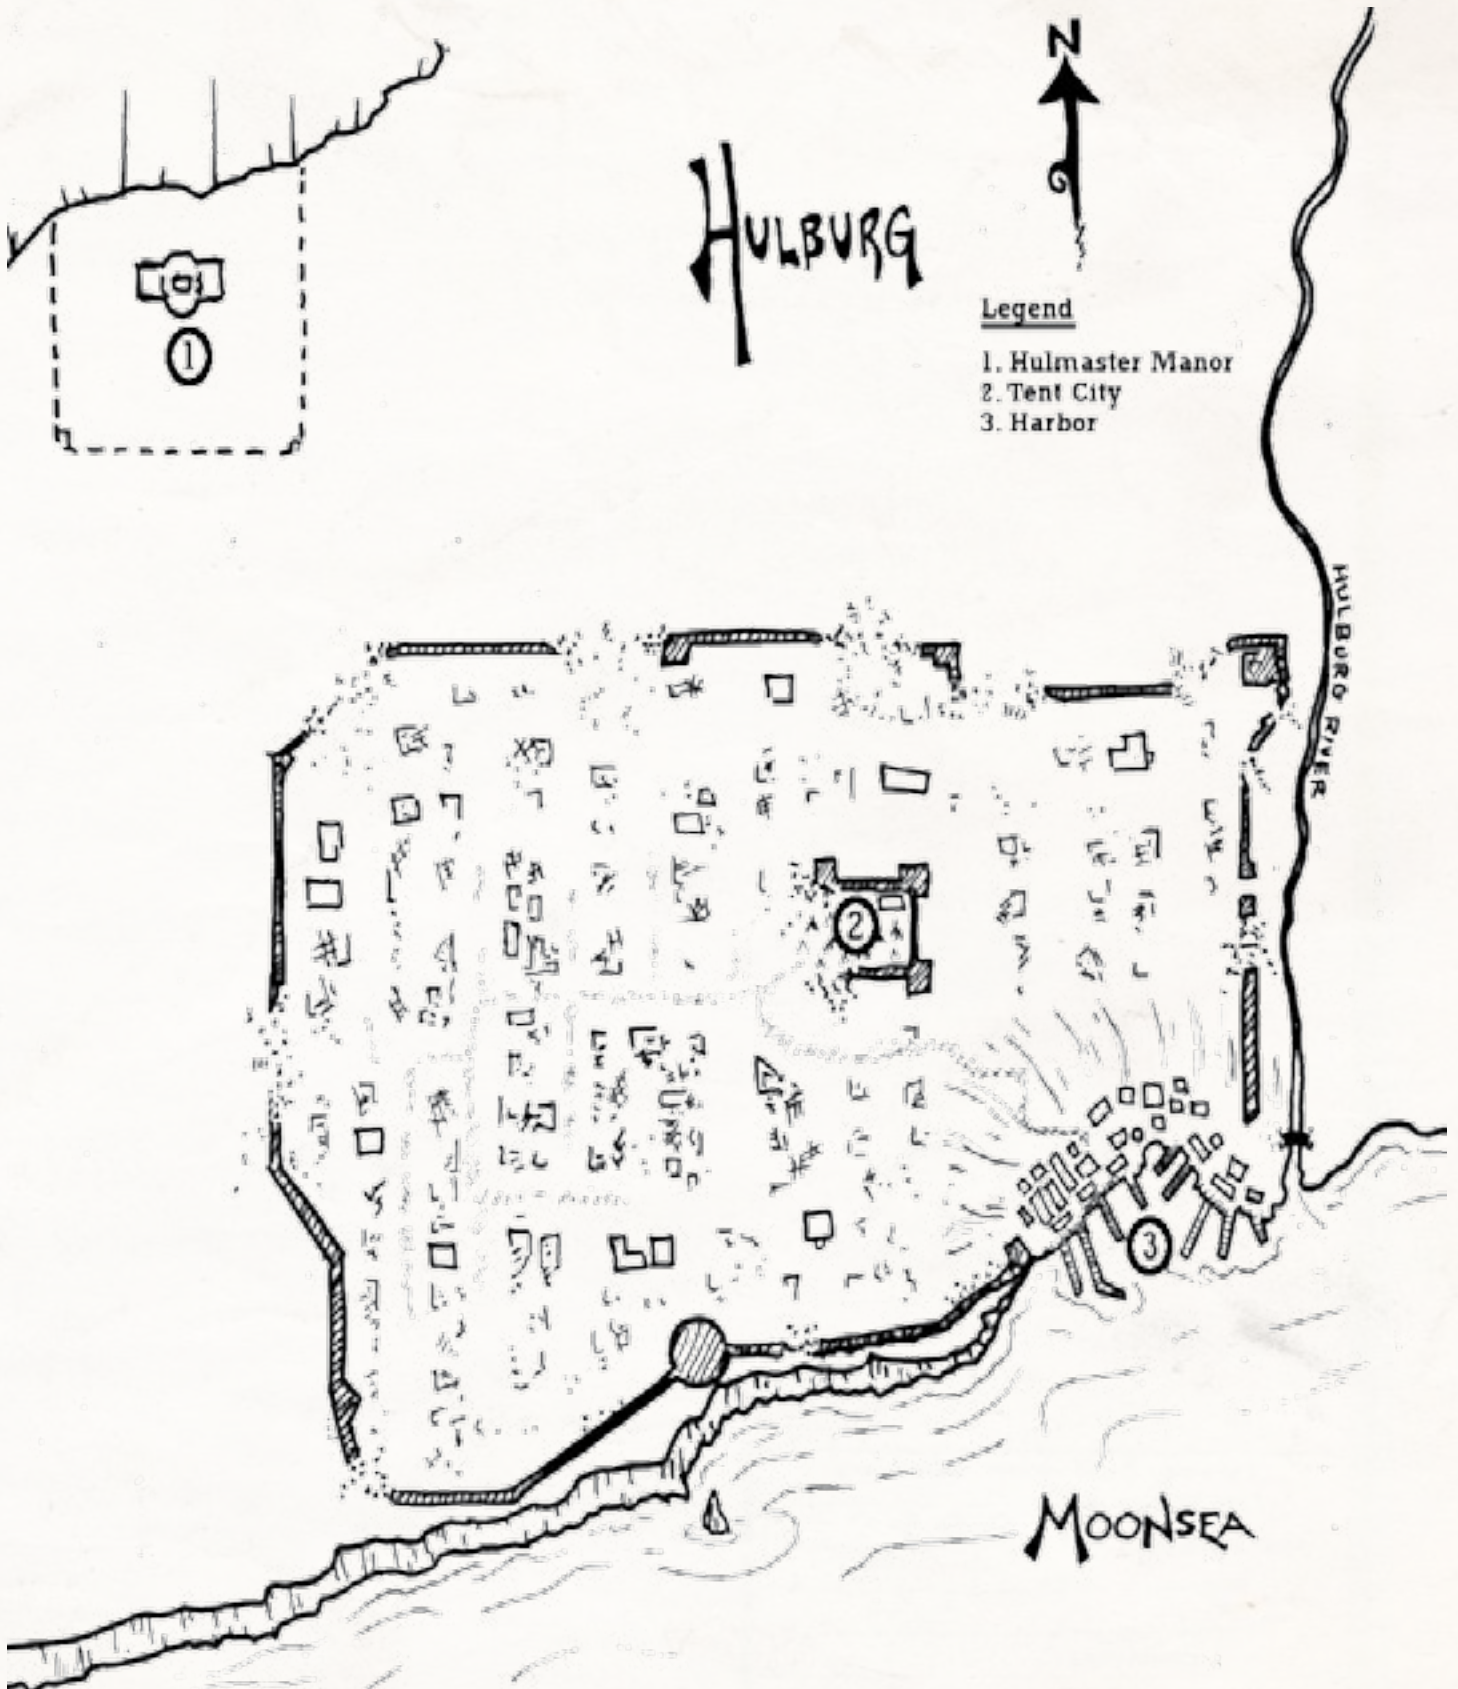 N
HULBURG
Legend
1. Hulmaster Manor
2. Tent City
3. Harbor
1
HULBURG RIVER
2
3
MOONSEA